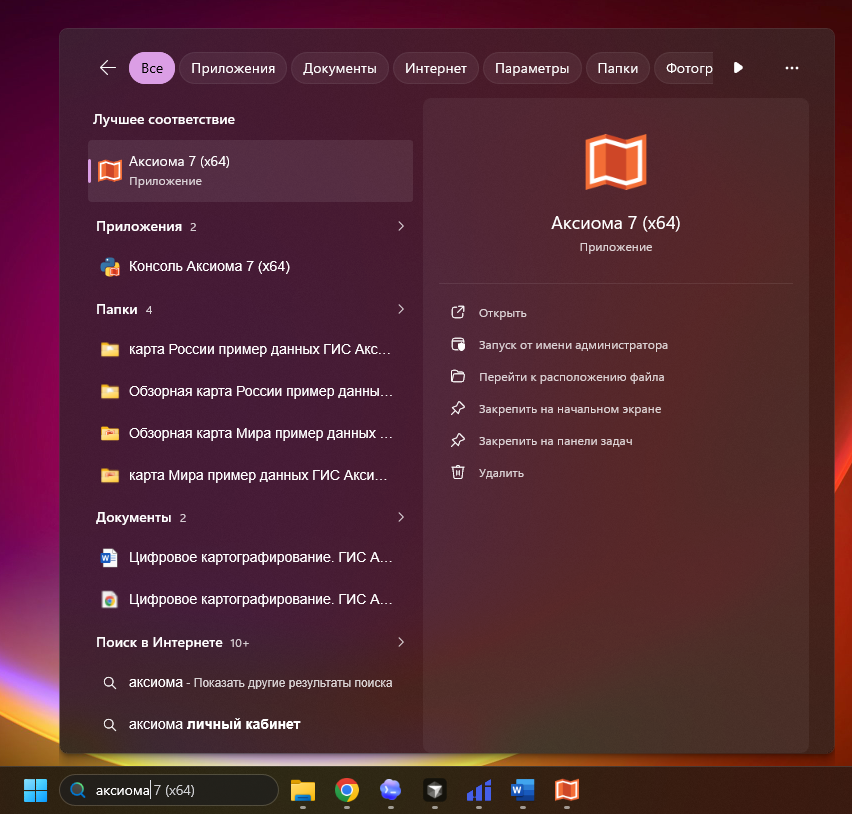 Все
Приложения
Документы
Интернет
Параметры
Папки
Фотогр
Лучшее соответствие
Аксиома 7 (x64)
Приложение
Приложения 2
Консоль Аксиома 7 (x64)
Папки 4
карта России пример данных ГИС Акс...
Обзорная карта России пример данны...
Обзорная карта Мира пример данных ...
карта Мира пример данных ГИС Акси...
Документы 2
Цифровое картографирование. ГИС А...
Цифровое картографирование. ГИС А...
Поиск в Интернете 10+
аксиома - Показать другие результаты поиска
аксиома личный кабинет
Аксиома 7 (x64)
Приложение
Открыть
Запуск от имени администратора
Перейти к расположению файла
Закрепить на начальном экране
Закрепить на панели задач
Удалить
аксиома 7 (x64)